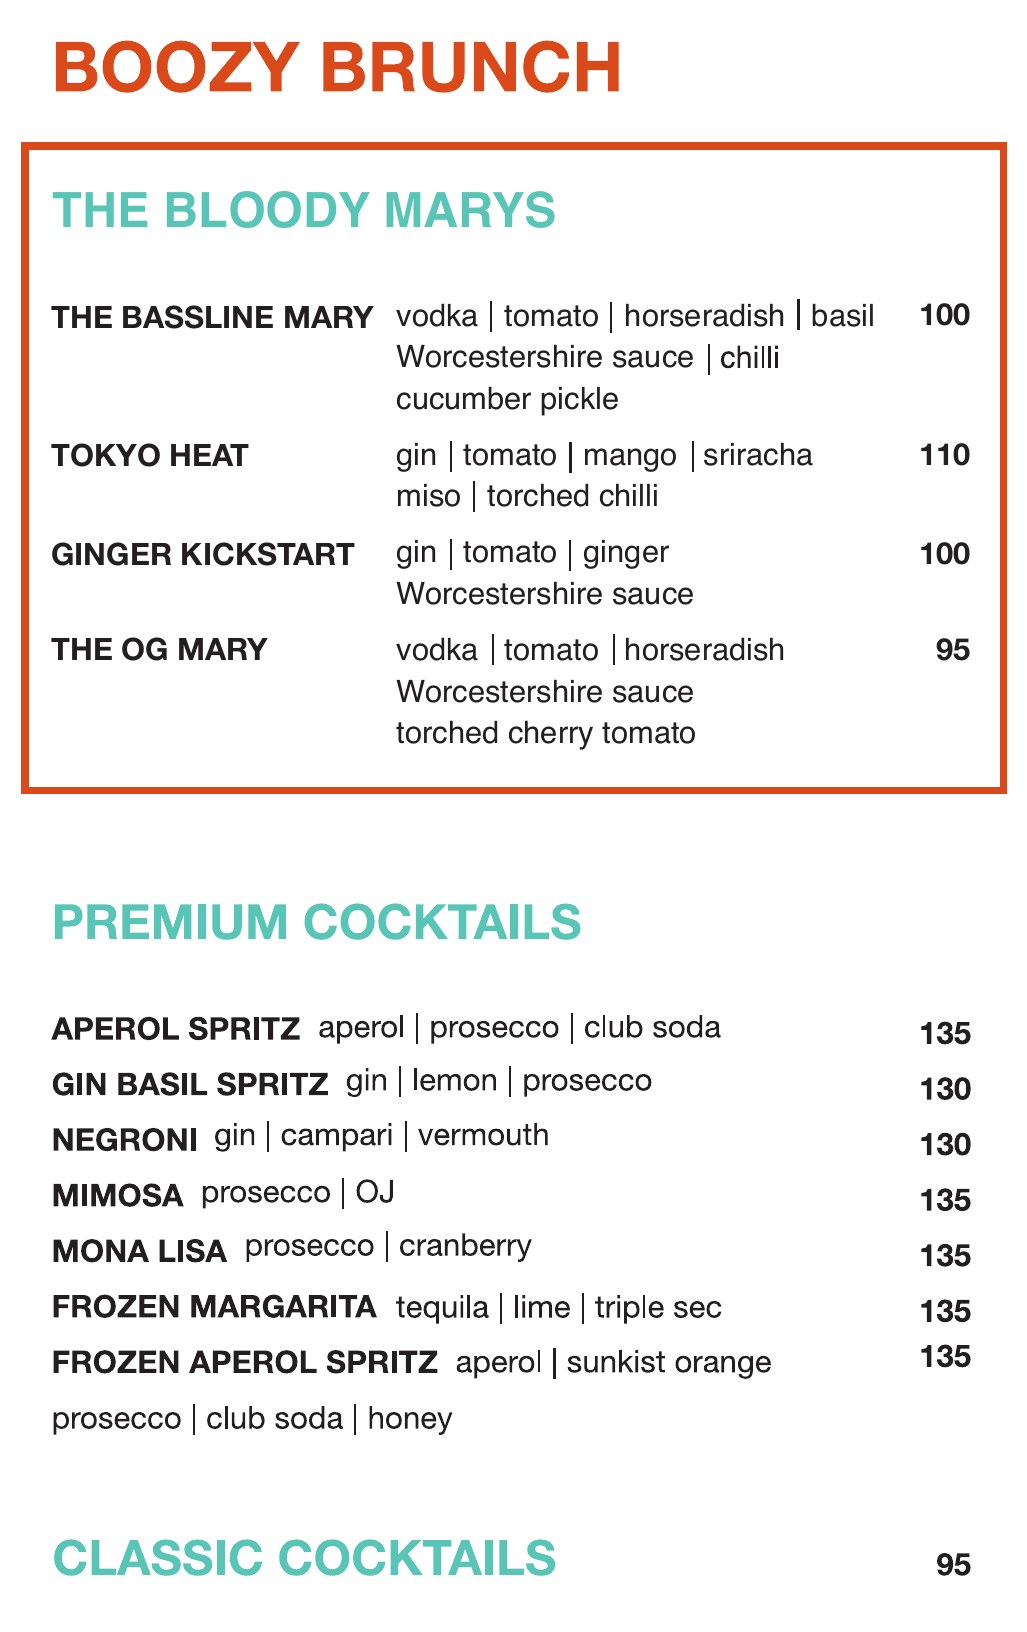 BOOZY BRUNCH
THE BLOODY MARYS
THE BASSLINE MARY vodka | tomato | horseradish | basil 100
Worcestershire sauce | chilli
cucumber pickle
TOKYO HEAT gin | tomato | mango | sriracha 110
miso | torched chilli
GINGER KICKSTART gin | tomato | ginger 100
Worcestershire sauce
THE OG MARY vodka | tomato | horseradish 95
Worcestershire sauce
torched cherry tomato
PREMIUM COCKTAILS
APEROL SPRITZ aperol | prosecco | club soda 135
GIN BASIL SPRITZ gin | lemon | prosecco 130
NEGRONI gin | campari | vermouth 130
MIMOSA prosecco | OJ 135
MONA LISA prosecco | cranberry 135
FROZEN MARGARITA tequila | lime | triple sec 135
FROZEN APEROL SPRITZ aperol | sunkist orange 135
prosecco | club soda | honey
CLASSIC COCKTAILS 95